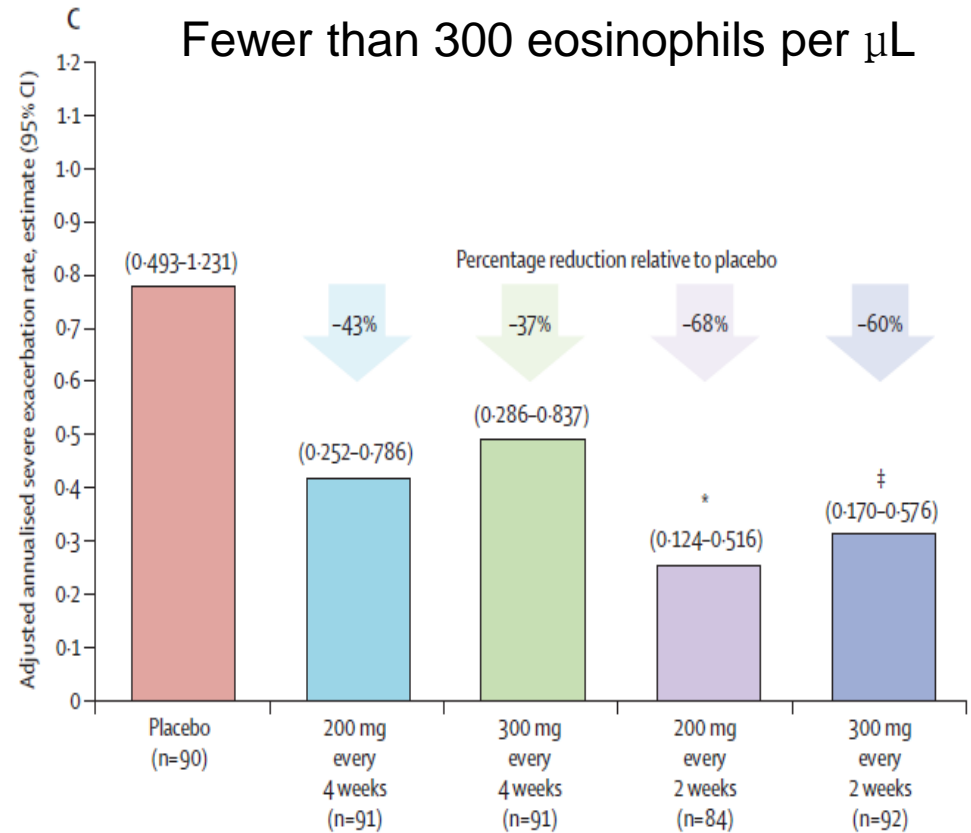 C
Fewer than 300 eosinophils per μL
Adjusted annualised severe exacerbation rate, estimate (95% CI)
1·2
1·1
1·0
0·9
0·8
0·7
0·6
0·5
0·4
0·3
0·2
0·1
0
(0·493–1·231)
Percentage reduction relative to placebo
–43%
–37%
–68%
–60%
(0·252–0·786)
(0·286–0·837)
*
(0·124–0·516)
‡
(0·170–0·576)
Placebo
(n=90)
200 mg
every
4 weeks
(n=91)
300 mg
every
4 weeks
(n=91)
200 mg
every
2 weeks
(n=84)
300 mg
every
2 weeks
(n=92)